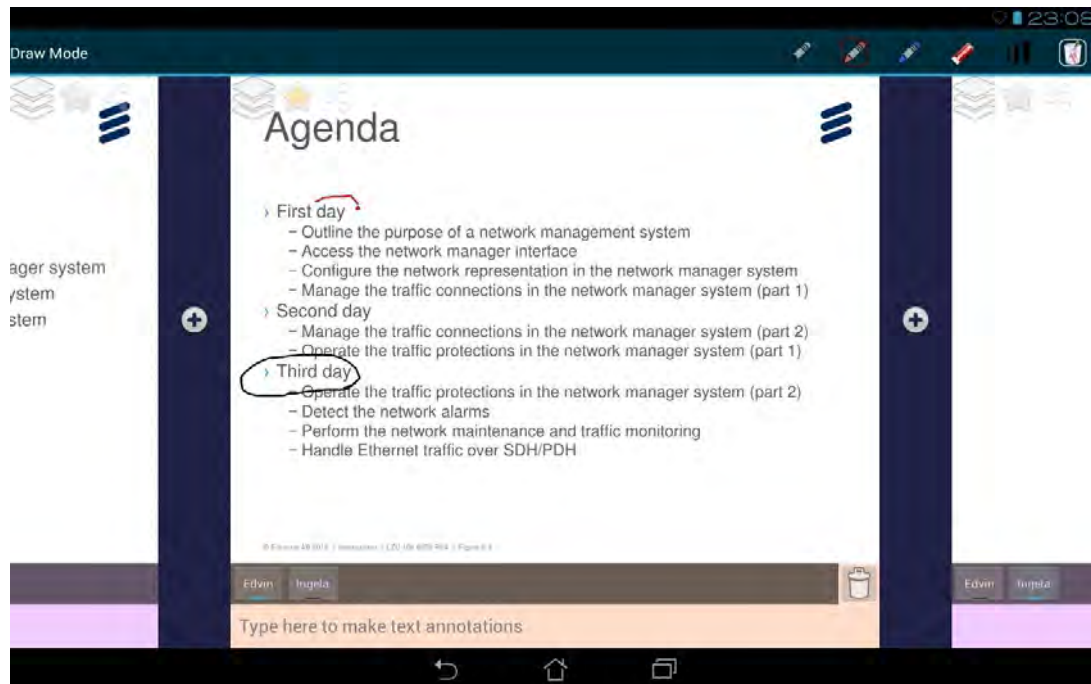 23:08
Draw Mode
Agenda
› First day
– Outline the purpose of a network management system
– Access the network manager interface
– Configure the network representation in the network manager system
– Manage the traffic connections in the network manager system (part 1)
› Second day
– Manage the traffic connections in the network manager system (part 2)
– Operate the traffic protections in the network manager system (part 1)
› Third day
– Operate the traffic protections in the network manager system (part 2)
– Detect the network alarms
– Perform the network maintenance and traffic monitoring
– Handle Ethernet traffic over SDH/PDH
ager system
ystem
stem
Edvin Ingela
Type here to make text annotations
Edvin Ingela